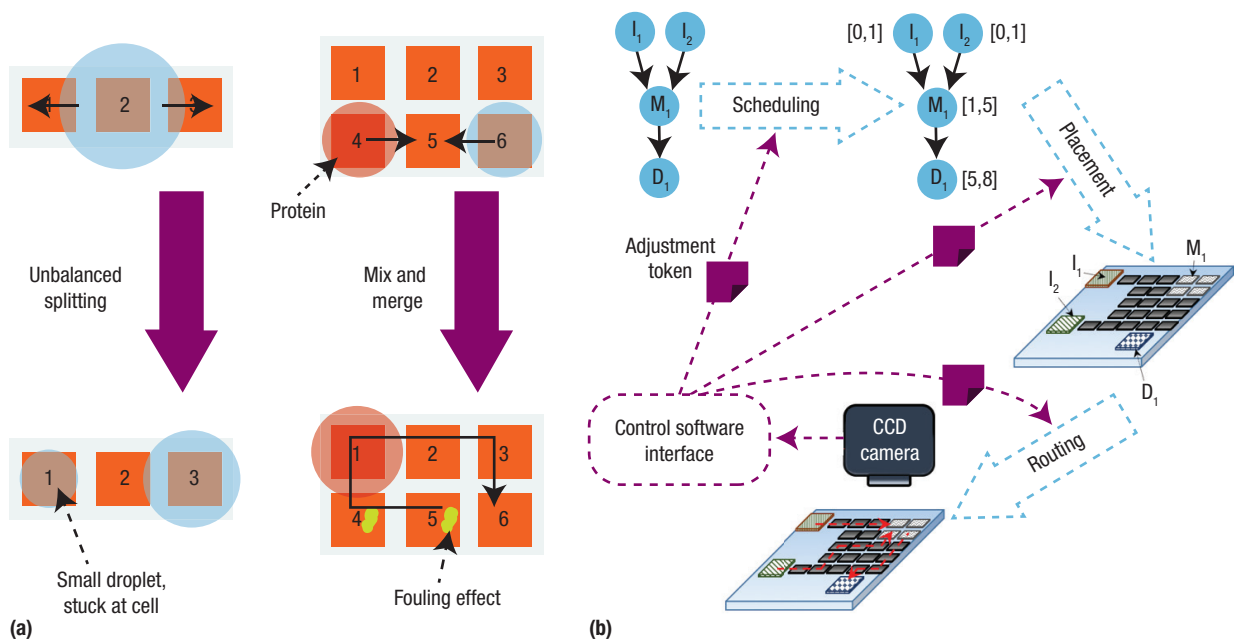 2
Unbalanced
splitting
1 2 3
Small droplet,
stuck at cell
(a)
1 2 3
4 5 6
Protein
Mix and
merge
1 2 3
4 5 6
Fouling effect
I₁ I₂
M₁
D₁
Scheduling
[0,1] I₁ I₂ [0,1]
M₁ [1,5]
D₁ [5,8]
Placement
Adjustment
token
I₁
I₂
M₁
D₁
Control software
interface
CCD
camera
Routing
(b)